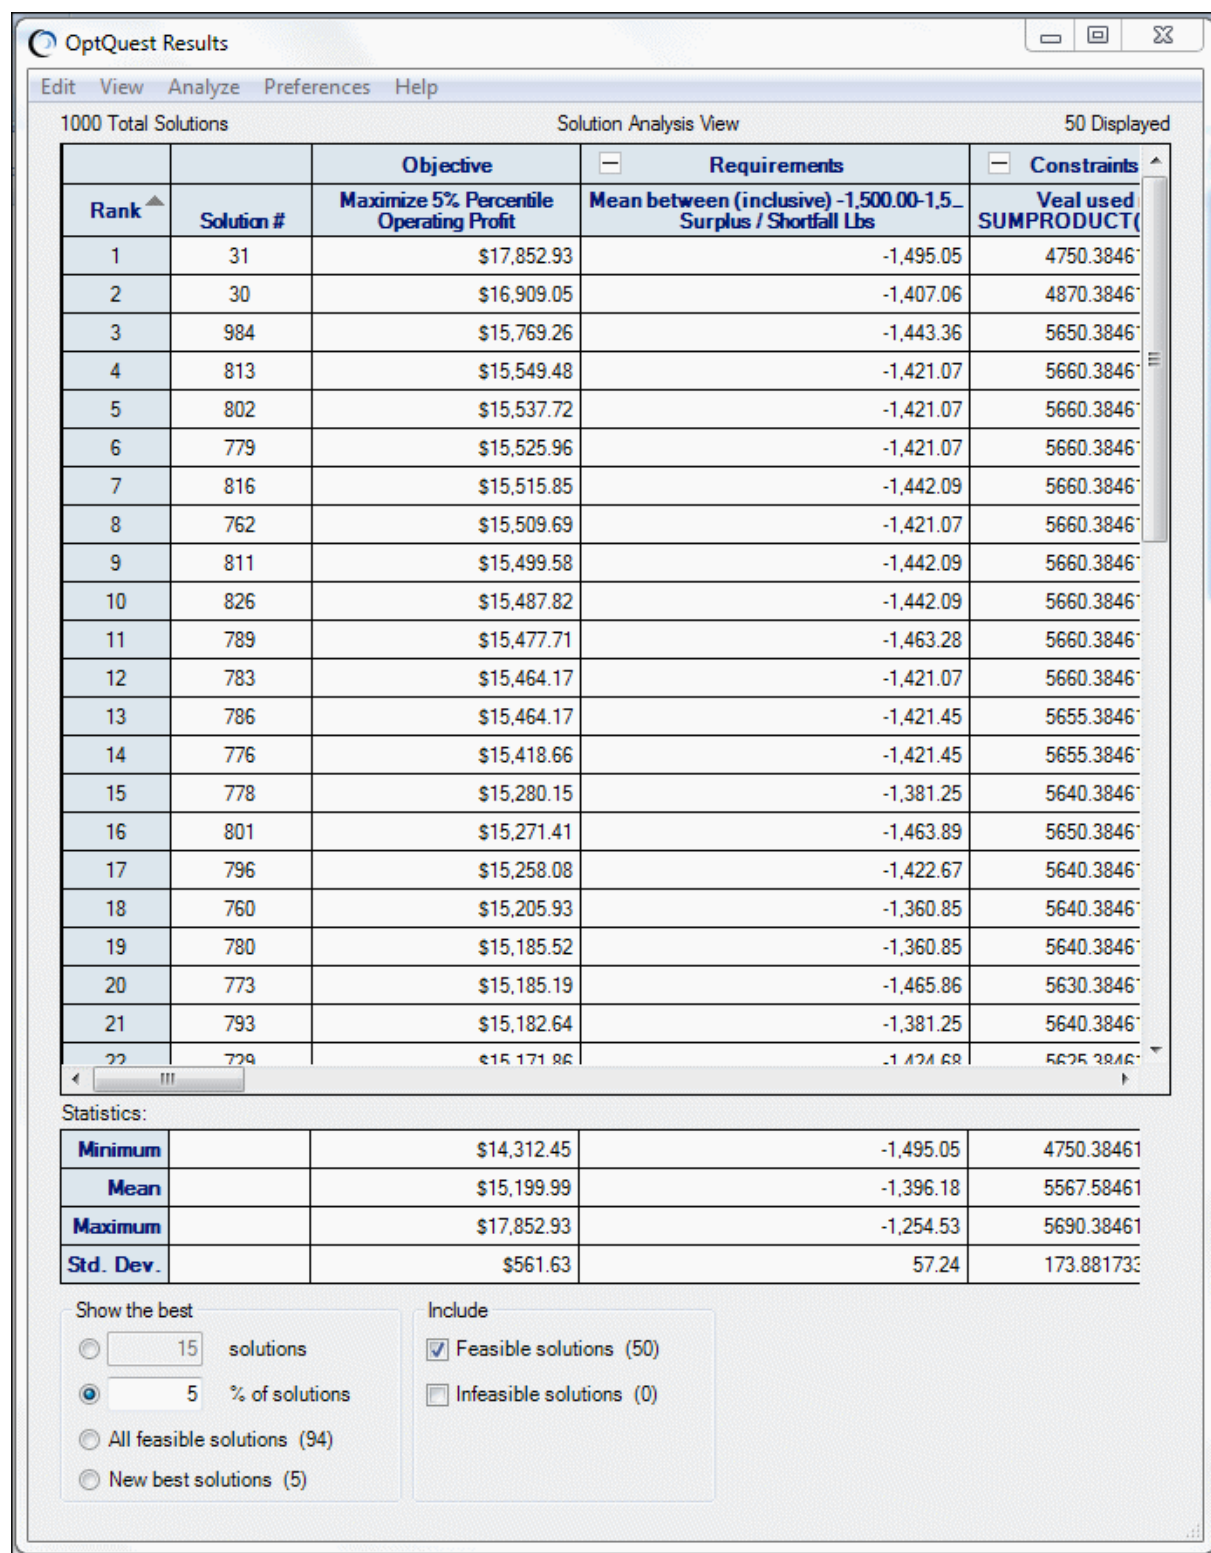 OptQuest Results
Edit View Analyze Preferences Help
1000 Total Solutions Solution Analysis View 50 Displayed
Objective Requirements Constraints
Rank Solution # Maximize 5% Percentile Operating Profit Mean between (inclusive) -1,500.00-1,5_ Surplus / Shortfall Lbs Veal used SUMPRODUCT(
1 31 $17,852.93 -1,495.05 4750.3846
2 30 $16,909.05 -1,407.06 4870.3846
3 984 $15,769.26 -1,443.36 5650.3846
4 813 $15,549.48 -1,421.07 5660.3846
5 802 $15,537.72 -1,421.07 5660.3846
6 779 $15,525.96 -1,421.07 5660.3846
7 816 $15,515.85 -1,442.09 5660.3846
8 762 $15,509.69 -1,421.07 5660.3846
9 811 $15,499.58 -1,442.09 5660.3846
10 826 $15,487.82 -1,442.09 5660.3846
11 789 $15,477.71 -1,463.28 5660.3846
12 783 $15,464.17 -1,421.07 5660.3846
13 786 $15,464.17 -1,421.45 5655.3846
14 776 $15,418.66 -1,421.45 5655.3846
15 778 $15,280.15 -1,381.25 5640.3846
16 801 $15,271.41 -1,463.89 5650.3846
17 796 $15,258.08 -1,422.67 5640.3846
18 760 $15,205.93 -1,360.85 5640.3846
19 780 $15,185.52 -1,360.85 5640.3846
20 773 $15,185.19 -1,465.86 5630.3846
21 793 $15,182.64 -1,381.25 5640.3846
22 729 $15,171.86 -1,424.68 5625.3846
Statistics:
Minimum $14,312.45 -1,495.05 4750.38461
Mean $15,199.99 -1,396.18 5567.58461
Maximum $17,852.93 -1,254.53 5690.38461
Std. Dev. $561.63 57.24 173.881733
Show the best Include
15 solutions Feasible solutions (50)
5 % of solutions Infeasible solutions (0)
All feasible solutions (94)
New best solutions (5)